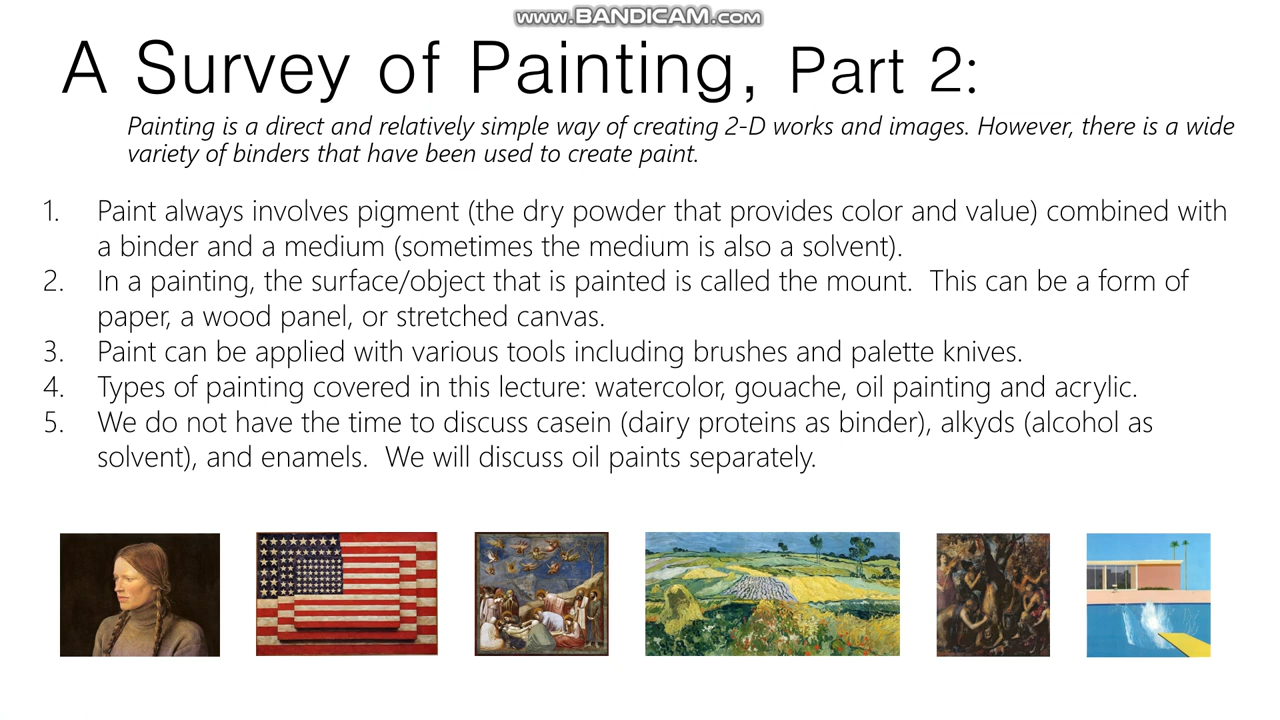 www.BANDICAM.com
A Survey of Painting, Part 2:
Painting is a direct and relatively simple way of creating 2-D works and images. However, there is a wide
variety of binders that have been used to create paint.
1. Paint always involves pigment (the dry powder that provides color and value) combined with
a binder and a medium (sometimes the medium is also a solvent).
2. In a painting, the surface/object that is painted is called the mount.  This can be a form of
paper, a wood panel, or stretched canvas.
3. Paint can be applied with various tools including brushes and palette knives.
4. Types of painting covered in this lecture: watercolor, gouache, oil painting and acrylic.
5. We do not have the time to discuss casein (dairy proteins as binder), alkyds (alcohol as
solvent), and enamels.  We will discuss oil paints separately.